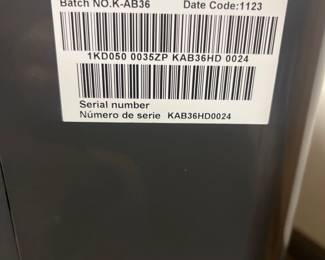 Batch NO.K-AB36 Date Code:1123
1KD050 0035ZP KAB36HD 0024
Serial number
Número de serie KAB36HD0024